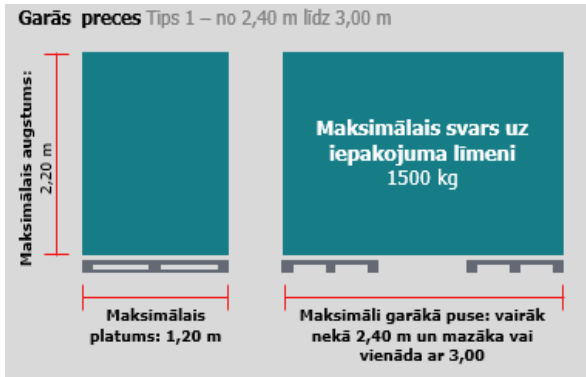 Garās preces Tips 1 – no 2,40 m līdz 3,00 m
Maksimālais augstums:
2,20 m
Maksimālais svars uz
iepakojuma līmeni
1500 kg
Maksimālais
platums: 1,20 m
Maksimāli garākā puse: vairāk
nekā 2,40 m un mazāka vai
vienāda ar 3,00